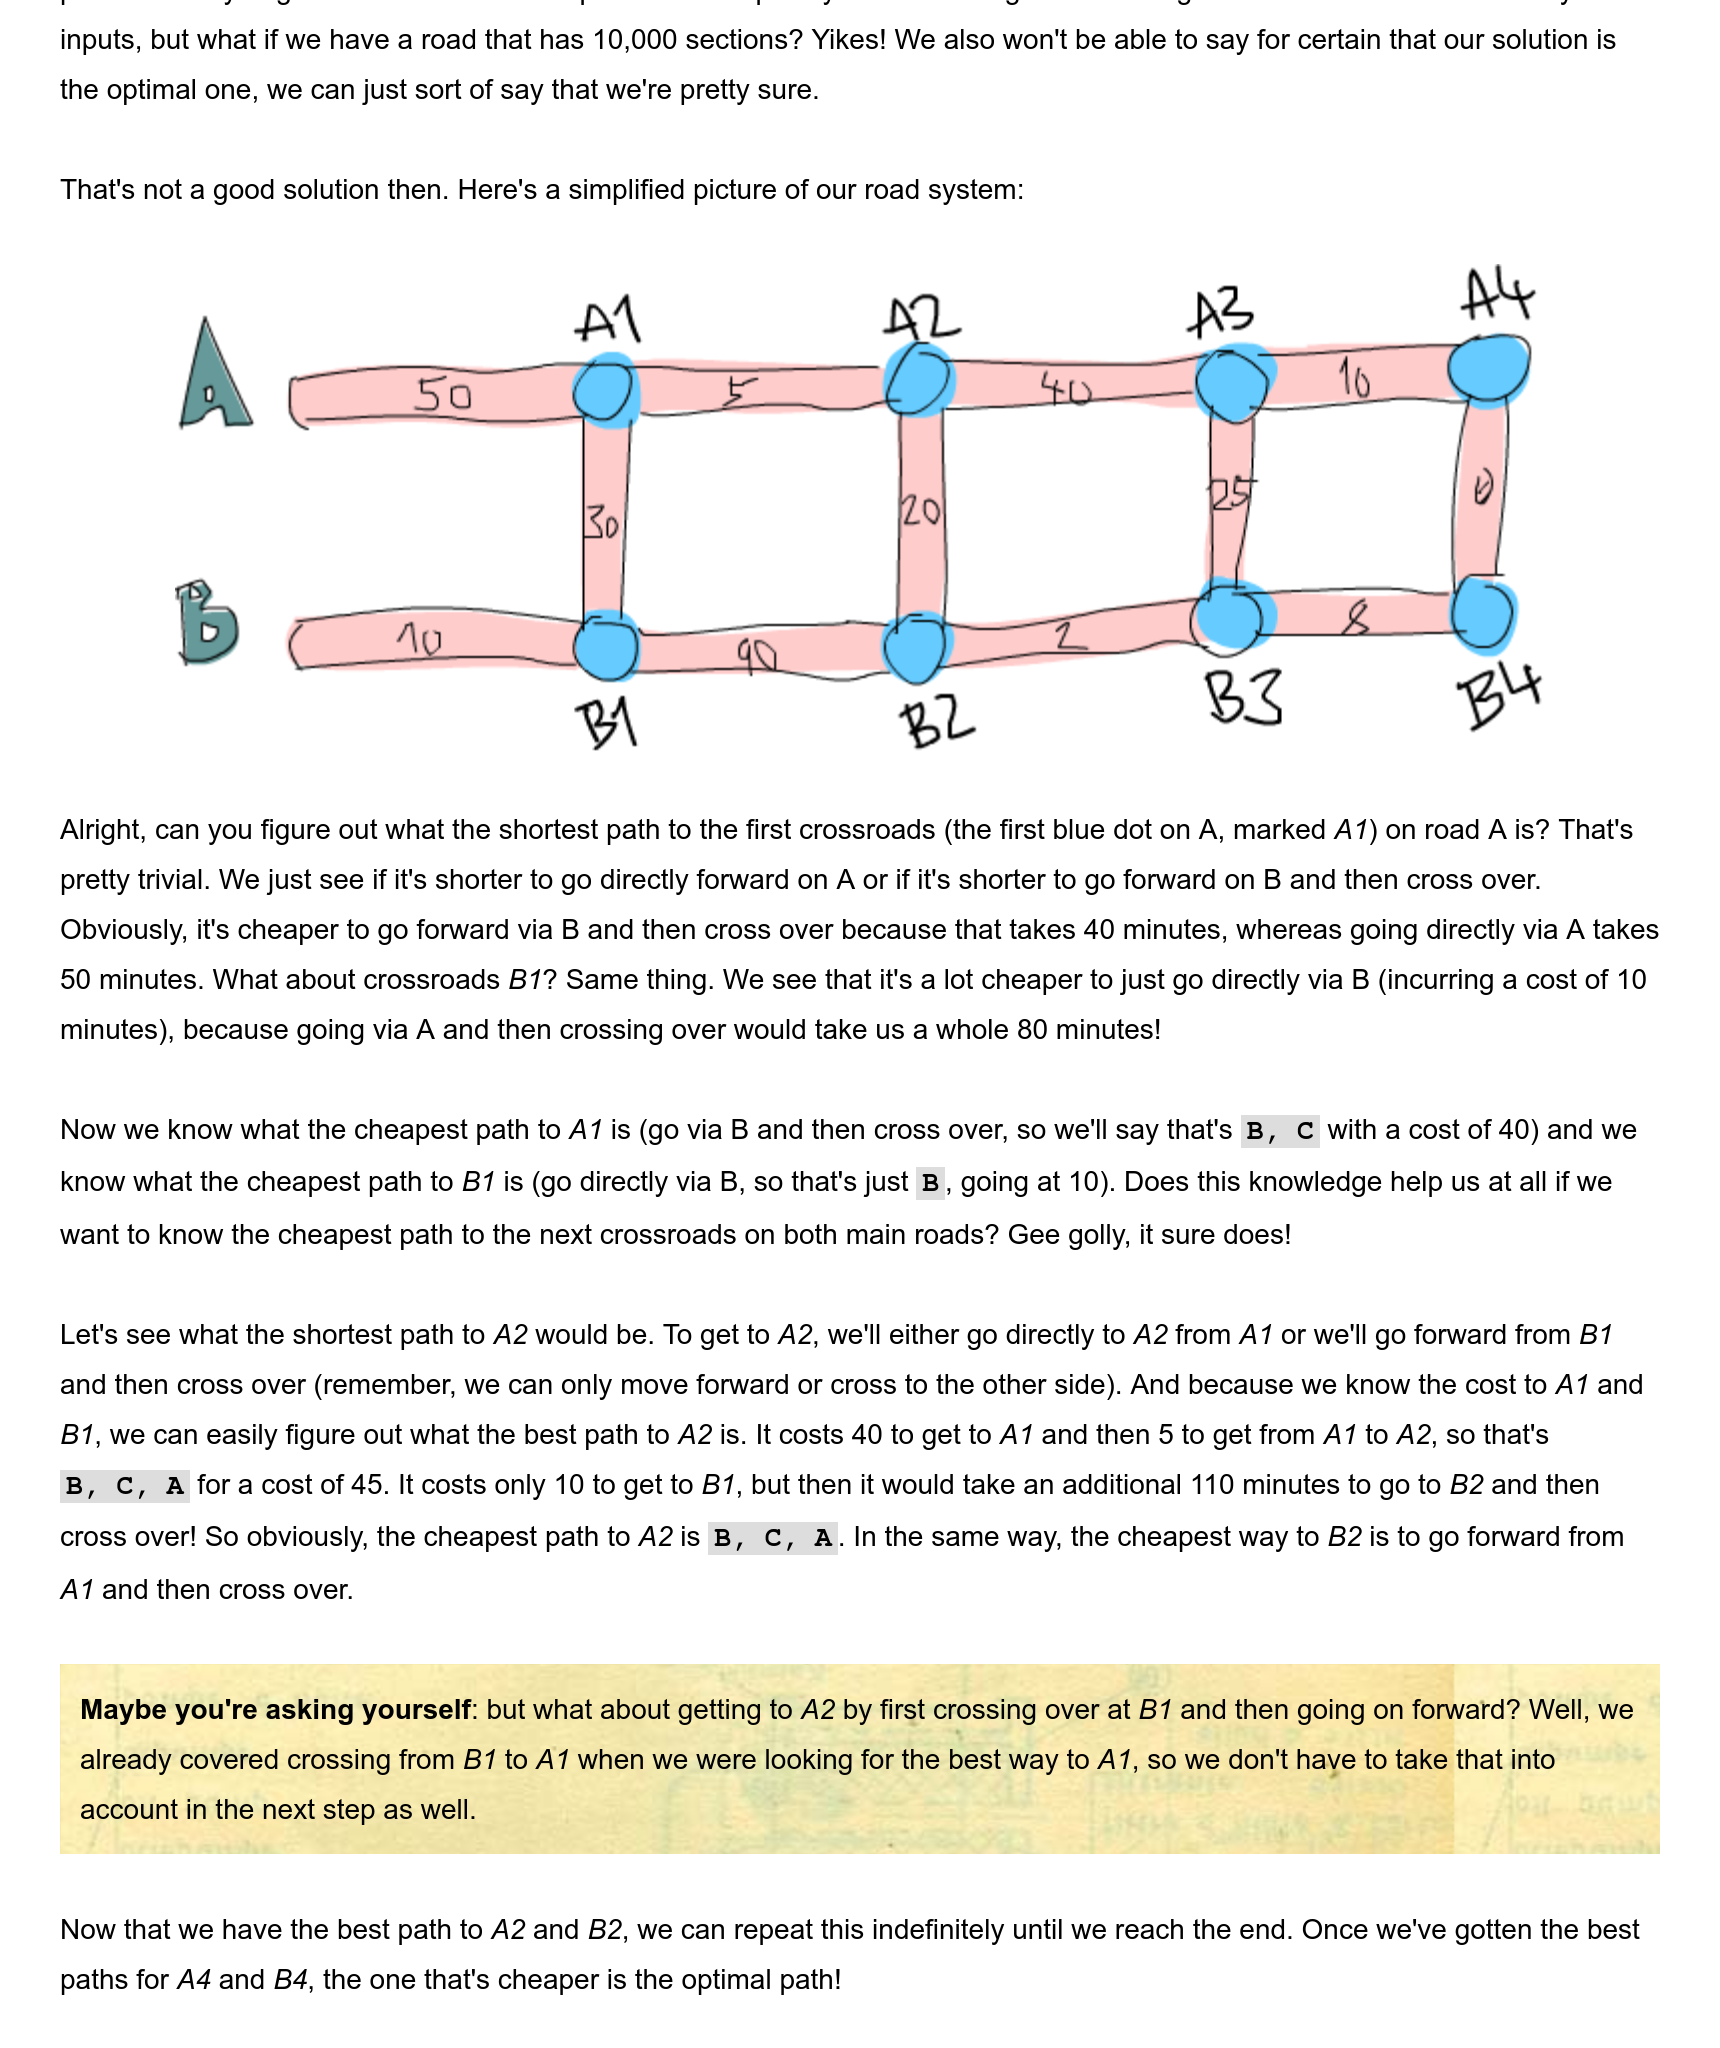 inputs, but what if we have a road that has 10,000 sections? Yikes! We also won't be able to say for certain that our solution is
the optimal one, we can just sort of say that we're pretty sure.
That's not a good solution then. Here's a simplified picture of our road system:
A1 A2 A3 A4
A 50 5 40 10
30 20 25 0
B 10 90 2 8
B1 B2 B3 B4
Alright, can you figure out what the shortest path to the first crossroads (the first blue dot on A, marked A1) on road A is? That's
pretty trivial. We just see if it's shorter to go directly forward on A or if it's shorter to go forward on B and then cross over.
Obviously, it's cheaper to go forward via B and then cross over because that takes 40 minutes, whereas going directly via A takes
50 minutes. What about crossroads B1? Same thing. We see that it's a lot cheaper to just go directly via B (incurring a cost of 10
minutes), because going via A and then crossing over would take us a whole 80 minutes!
Now we know what the cheapest path to A1 is (go via B and then cross over, so we'll say that's B, C with a cost of 40) and we
know what the cheapest path to B1 is (go directly via B, so that's just B, going at 10). Does this knowledge help us at all if we
want to know the cheapest path to the next crossroads on both main roads? Gee golly, it sure does!
Let's see what the shortest path to A2 would be. To get to A2, we'll either go directly to A2 from A1 or we'll go forward from B1
and then cross over (remember, we can only move forward or cross to the other side). And because we know the cost to A1 and
B1, we can easily figure out what the best path to A2 is. It costs 40 to get to A1 and then 5 to get from A1 to A2, so that's
B, C, A for a cost of 45. It costs only 10 to get to B1, but then it would take an additional 110 minutes to go to B2 and then
cross over! So obviously, the cheapest path to A2 is B, C, A. In the same way, the cheapest way to B2 is to go forward from
A1 and then cross over.
Maybe you're asking yourself: but what about getting to A2 by first crossing over at B1 and then going on forward? Well, we
already covered crossing from B1 to A1 when we were looking for the best way to A1, so we don't have to take that into
account in the next step as well.
Now that we have the best path to A2 and B2, we can repeat this indefinitely until we reach the end. Once we've gotten the best
paths for A4 and B4, the one that's cheaper is the optimal path!